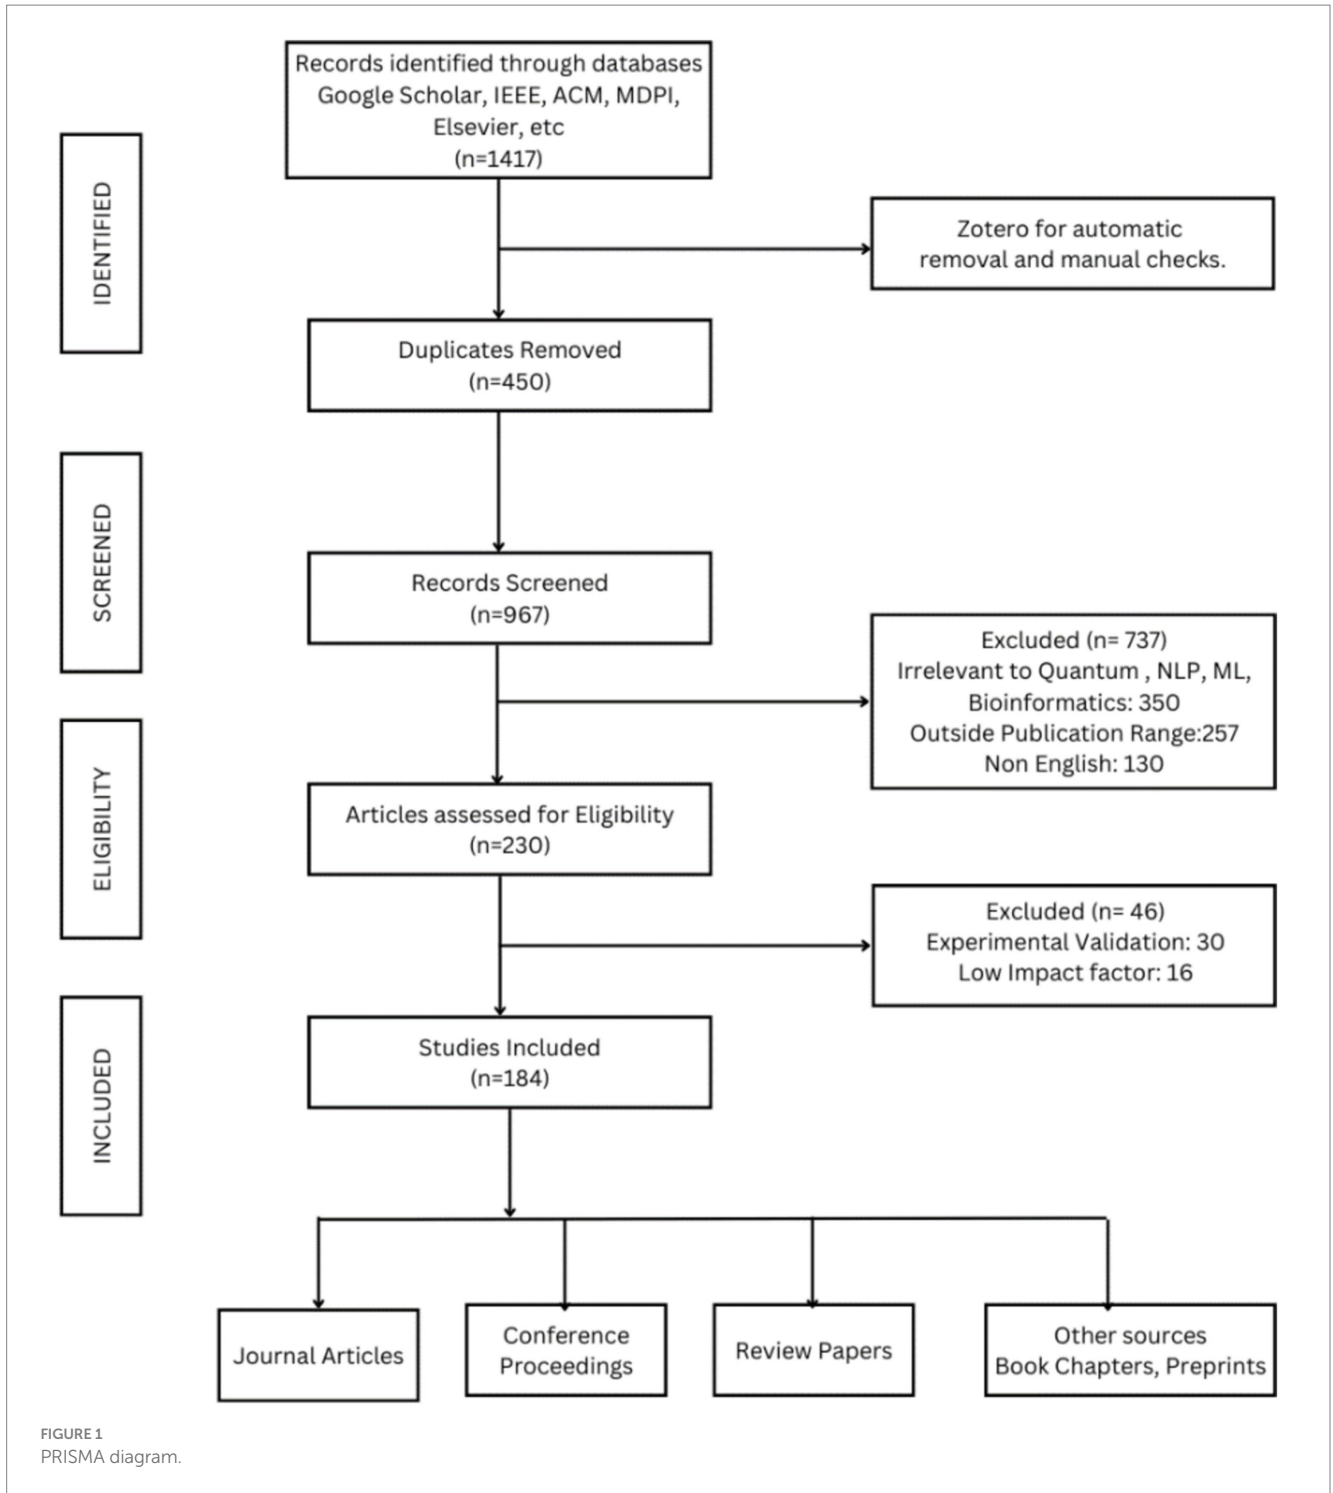 Records identified through databases
Google Scholar, IEEE, ACM, MDPI,
Elsevier, etc
(n=1417)
IDENTIFIED
Zotero for automatic
removal and manual checks.
Duplicates Removed
(n=450)
SCREENED
Records Screened
(n=967)
Excluded (n= 737)
Irrelevant to Quantum , NLP, ML,
Bioinformatics: 350
Outside Publication Range:257
Non English: 130
ELIGIBILITY
Articles assessed for Eligibility
(n=230)
Excluded (n= 46)
Experimental Validation: 30
Low Impact factor: 16
INCLUDED
Studies Included
(n=184)
Journal Articles
Conference
Proceedings
Review Papers
Other sources
Book Chapters, Preprints
FIGURE 1
PRISMA diagram.